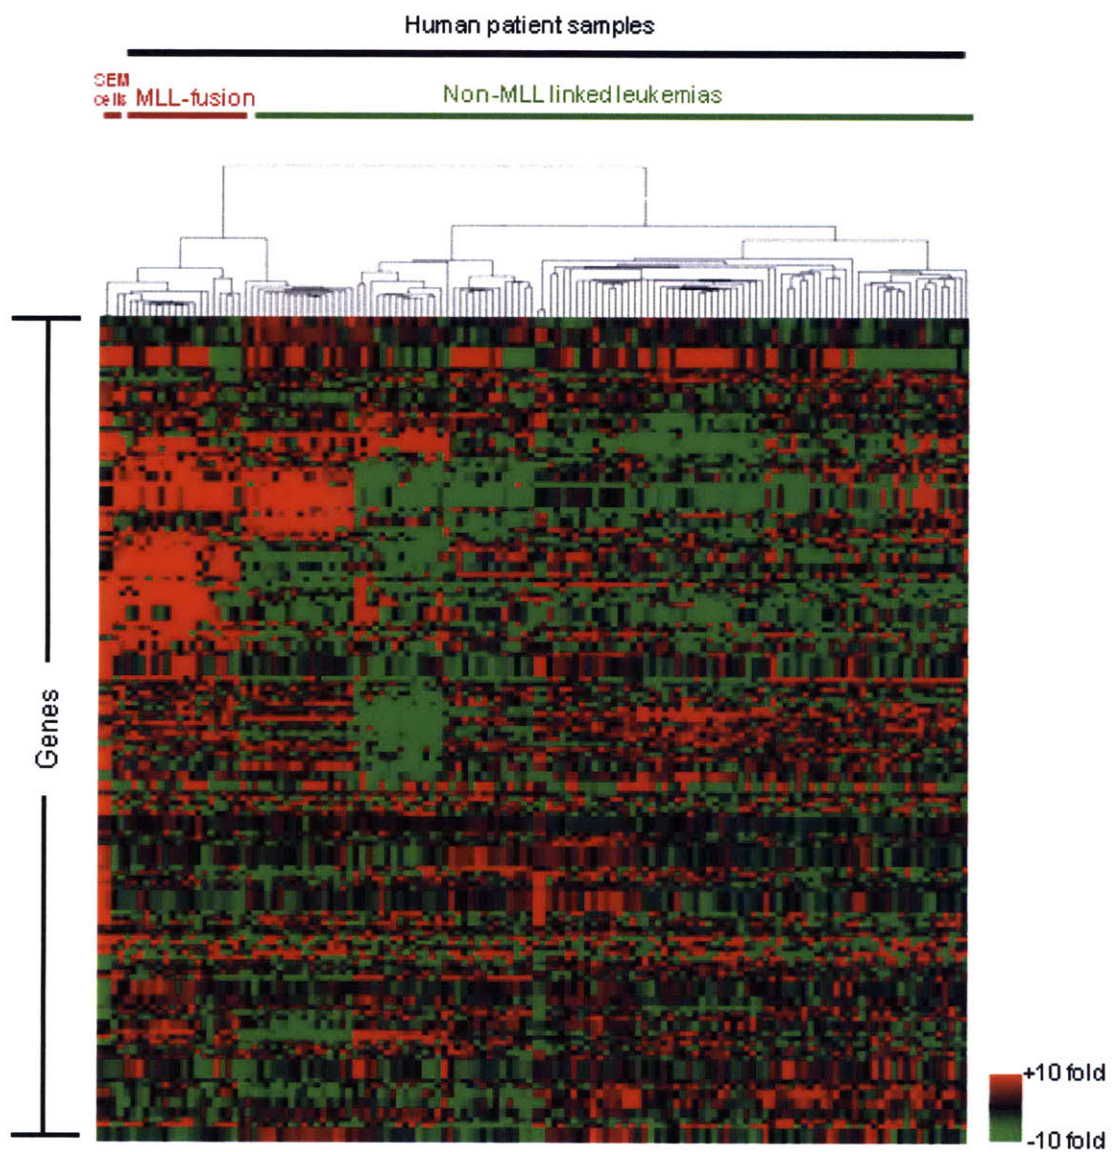 Human patient samples
SEM
cells
MLL-fusion
Non-MLL linked leukemias
Genes
+10 fold
-10 fold